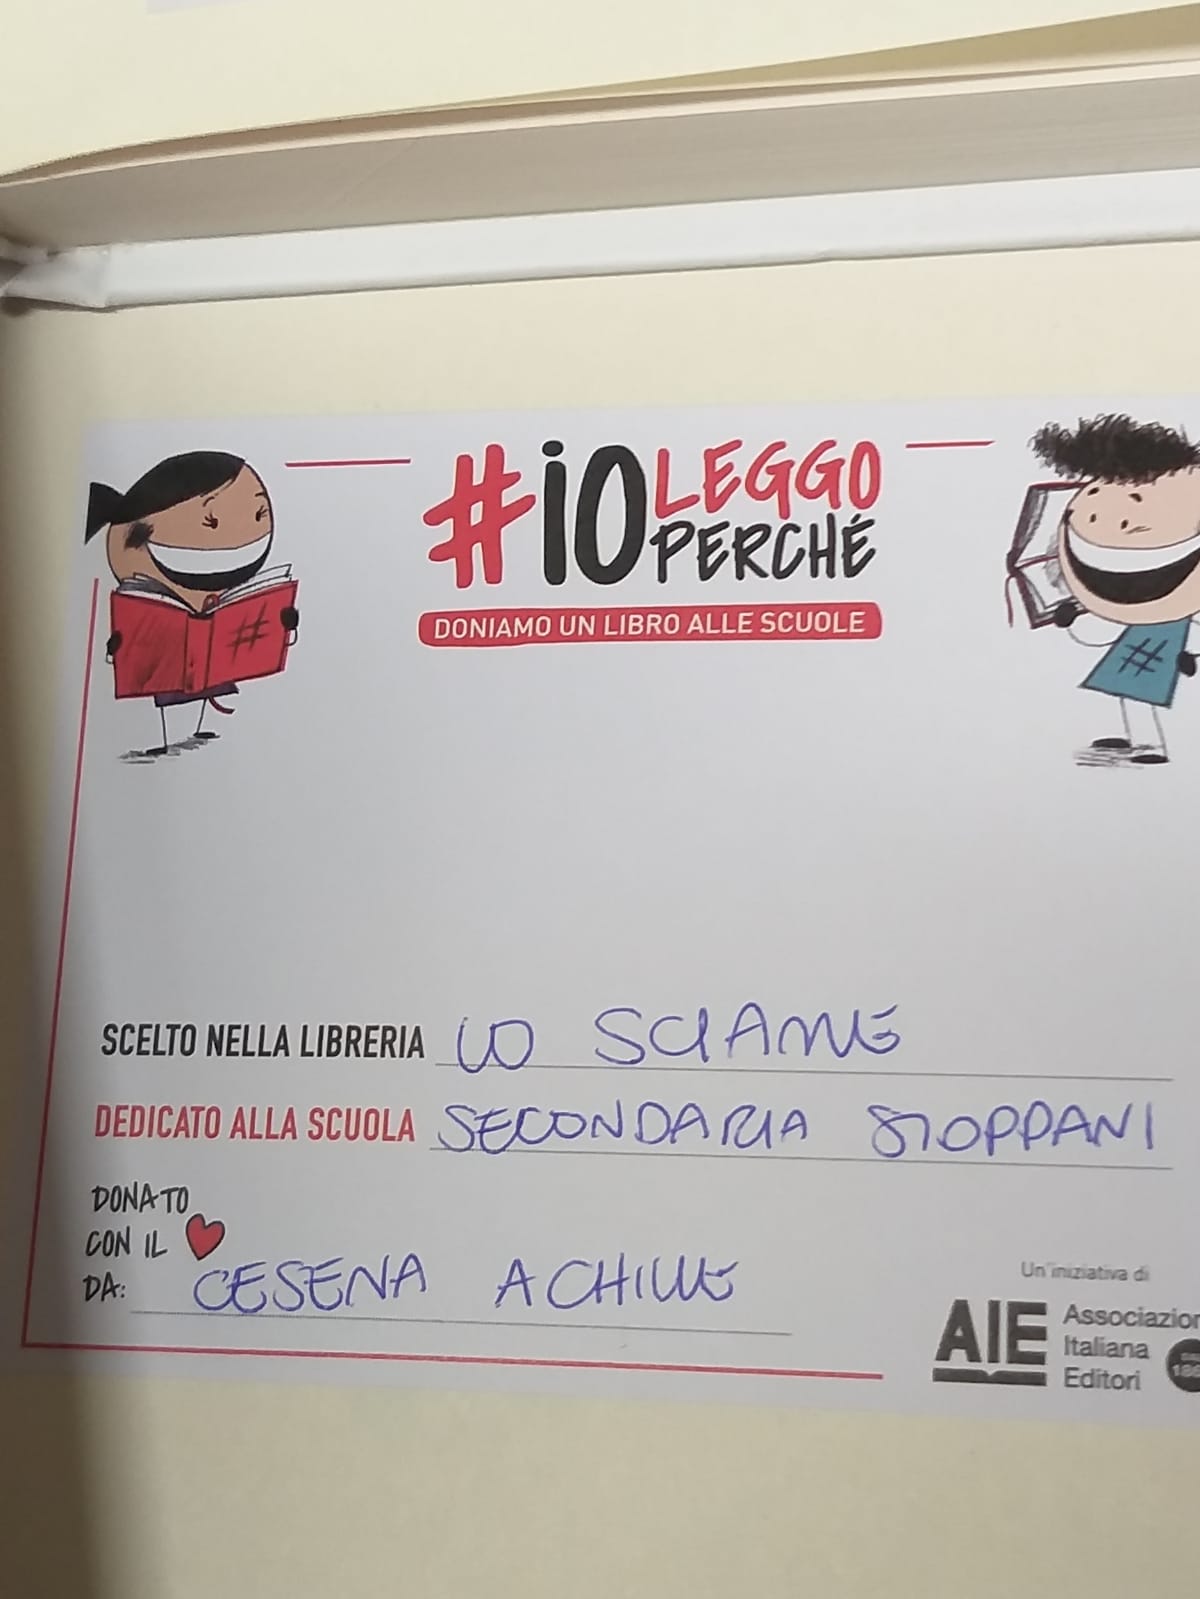 #iO LEGGO
PERCHÉ
DONIAMO UN LIBRO ALLE SCUOLE
#
#
SCELTO NELLA LIBRERIA LO SCIAME
DEDICATO ALLA SCUOLA SECONDARIA STOPPANI
DONATO
CON IL
DA: CESENA ACHILLE
Un'iniziativa di
AIE
Associazion
Italiana
Editori